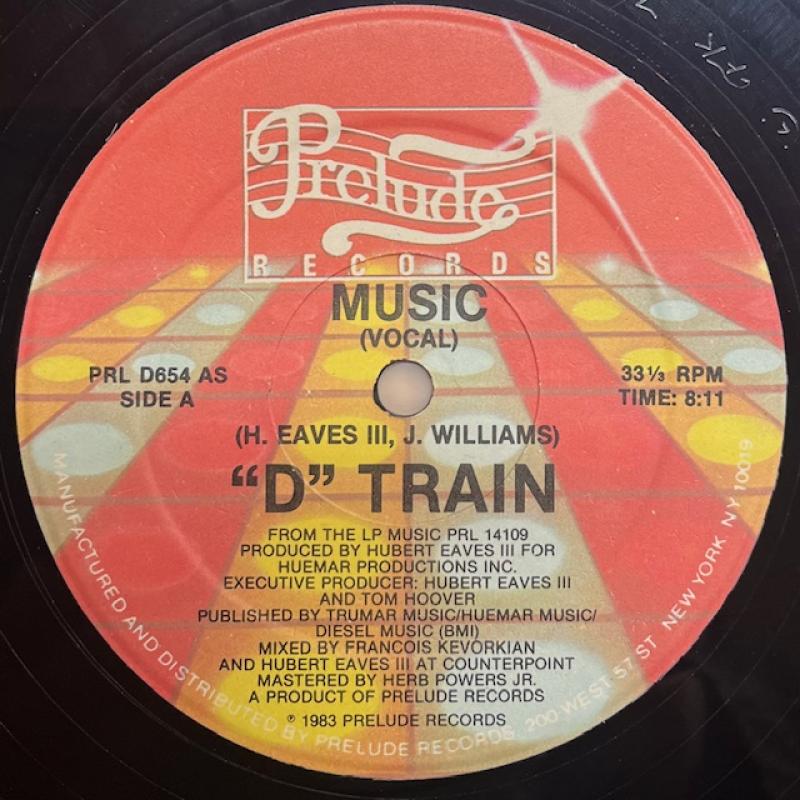 Prelude
RECORDS
MUSIC
(VOCAL)
PRL D654 AS
SIDE A
33 1/3 RPM
TIME: 8:11
(H. EAVES III, J. WILLIAMS)
“D” TRAIN
FROM THE LP MUSIC PRL 14109
PRODUCED BY HUBERT EAVES III FOR
HUEMAR PRODUCTIONS INC.
EXECUTIVE PRODUCER: HUBERT EAVES III
AND TOM HOOVER
PUBLISHED BY TRUMAR MUSIC/HUEMAR MUSIC/
DIESEL MUSIC (BMI)
MIXED BY FRANCOIS KEVORKIAN
AND HUBERT EAVES III AT COUNTERPOINT
MASTERED BY HERB POWERS JR.
A PRODUCT OF PRELUDE RECORDS
℗ 1983 PRELUDE RECORDS
MANUFACTURED AND DISTRIBUTED BY PRELUDE RECORDS 200 WEST 57 ST NEW YORK NY 10019